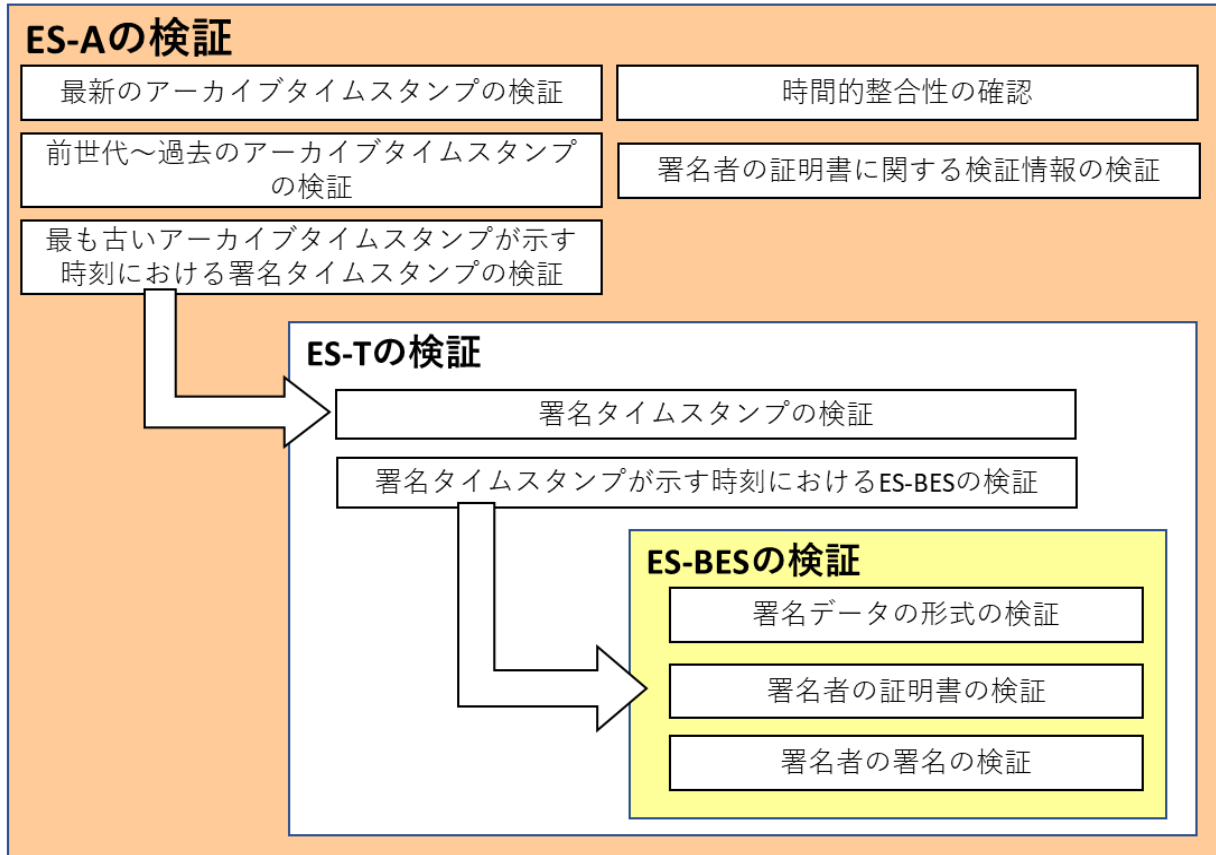 ES-Aの検証
最新のアーカイブタイムスタンプの検証
時間的整合性の確認
前世代～過去のアーカイブタイムスタンプ
の検証
署名者の証明書に関する検証情報の検証
最も古いアーカイブタイムスタンプが示す
時刻における署名タイムスタンプの検証
ES-Tの検証
署名タイムスタンプの検証
署名タイムスタンプが示す時刻におけるES-BESの検証
ES-BESの検証
署名データの形式の検証
署名者の証明書の検証
署名者の署名の検証